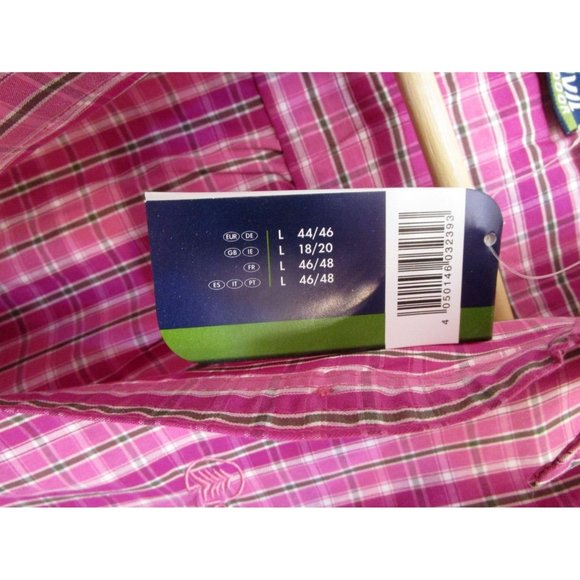 EUR DE L 44/46
GB IE L 18/20
FR L 46/48
ES IT PT L 46/48
4 050146 032393